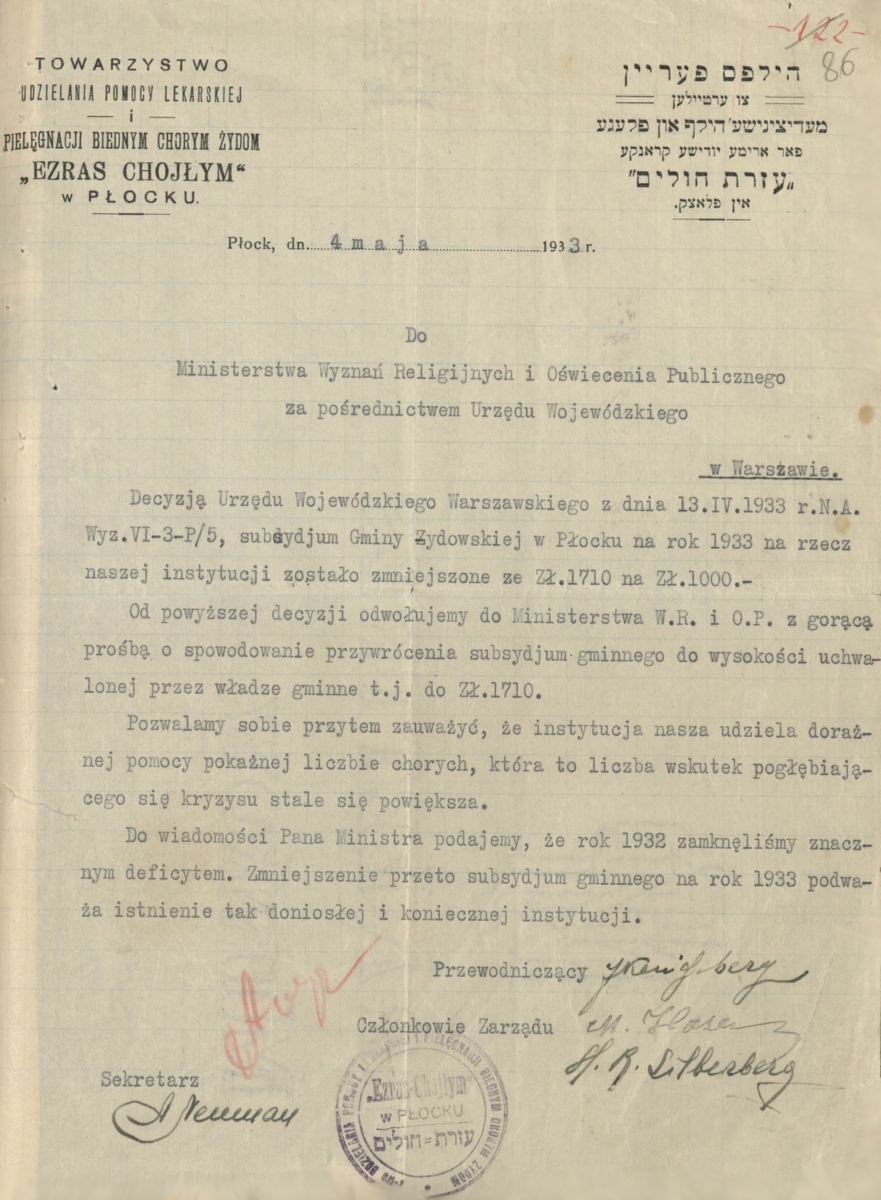 -122-
86
TOWARZYSTWO
UDZIELANIA POMOCY LEKARSKIEJ
i
PIELĘGNACJI BIEDNYM CHORYM ŻYDOM
„EZRAS CHOJŁYM“
w PŁOCKU.
הילפס פעריין
צו ערטיילען
מעדיצינישע הילף און פלעגע
פאר ארימע יודישע קראנקע
„עזרת חולים"
אין פלאצק.
Płock, dn. 4 maja 1933 r.
Do
Ministerstwa Wyznań Religijnych i Oświecenia Publicznego
za pośrednictwem Urzędu Wojewódzkiego
w Warszawie.
Decyzją Urzędu Wojewódzkiego Warszawskiego z dnia 13.IV.1933 r.N.A.
Wyz.VI-3-P/5, subsydjum Gminy Żydowskiej w Płocku na rok 1933 na rzecz
naszej instytucji zostało zmniejszone ze Zł.1710 na Zł.1000.-
Od powyższej decyzji odwołujemy do Ministerstwa W.R. i O.P. z gorącą
prośbą o spowodowanie przywrócenia subsydjum gminnego do wysokości uchwa-
lonej przez władze gminne t.j. do Zł.1710.
Pozwalamy sobie przytem zauważyć, że instytucja nasza udziela doraź-
nej pomocy pokaźnej liczbie chorych, która to liczba wskutek pogłębiają-
cego się kryzysu stale się powiększa.
Do wiadomości Pana Ministra podajemy, że rok 1932 zamknęliśmy znacz-
nym deficytem. Zmniejszenie przeto subsydjum gminnego na rok 1933 podwa-
ża istnienie tak doniosłej i koniecznej instytucji.
Przewodniczący
Członkowie Zarządu M.
H. R. Silberberg
Sekretarz
A Neuman
„Ezras-Chojłym"
w PŁOCKU
עזרת-חולים